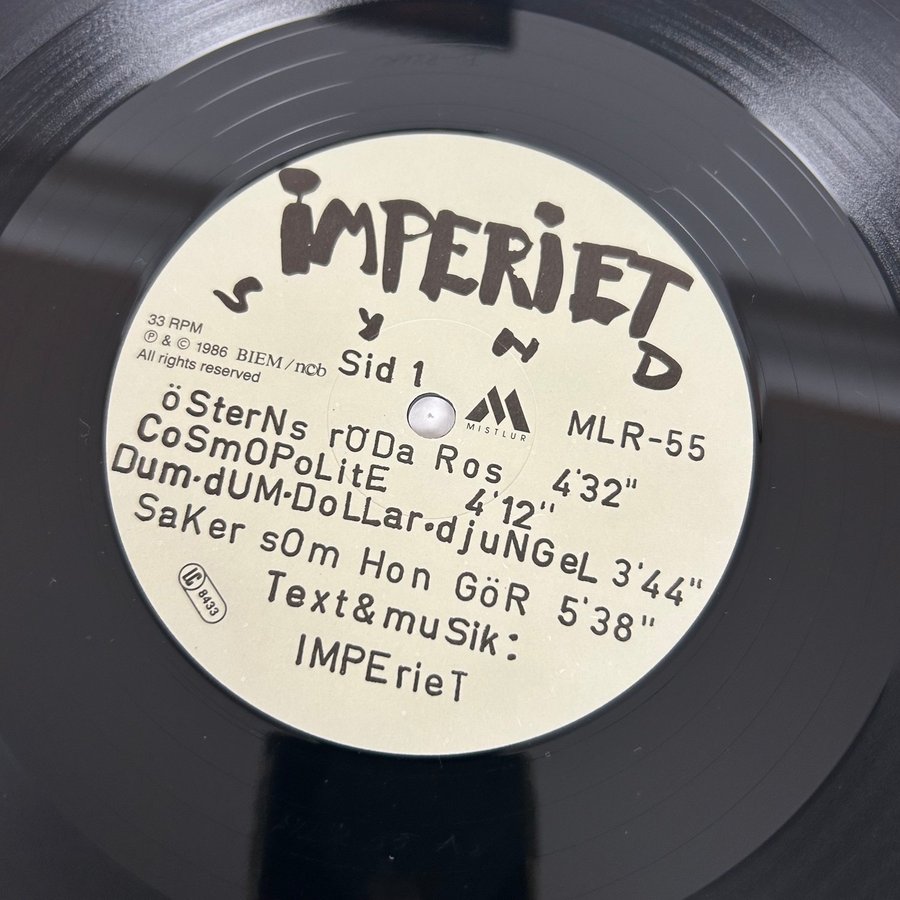 iMPERiET
SYND
33 RPM
℗ & © 1986 BIEM/ncb
All rights reserved
Sid 1
MISTLUR
MLR-55
öSterNs rÖDa Ros 4'32"
CoSmOPoLitE 4'12"
Dum·dUM·DoLLar·djuNGeL 3'44"
SaKer sOm Hon GöR 5'38"
LC 8433
Text&muSik:
IMPErieT